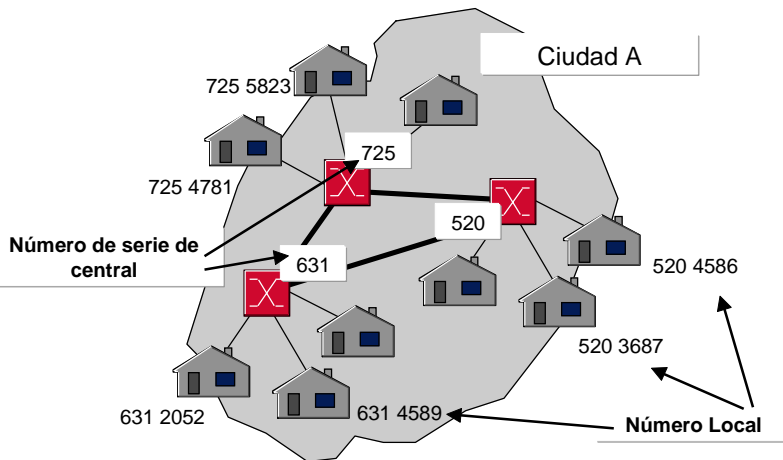 Ciudad A
725 5823
725
725 4781
520
Número de serie de
central
631
520 4586
520 3687
631 2052
631 4589
Número Local